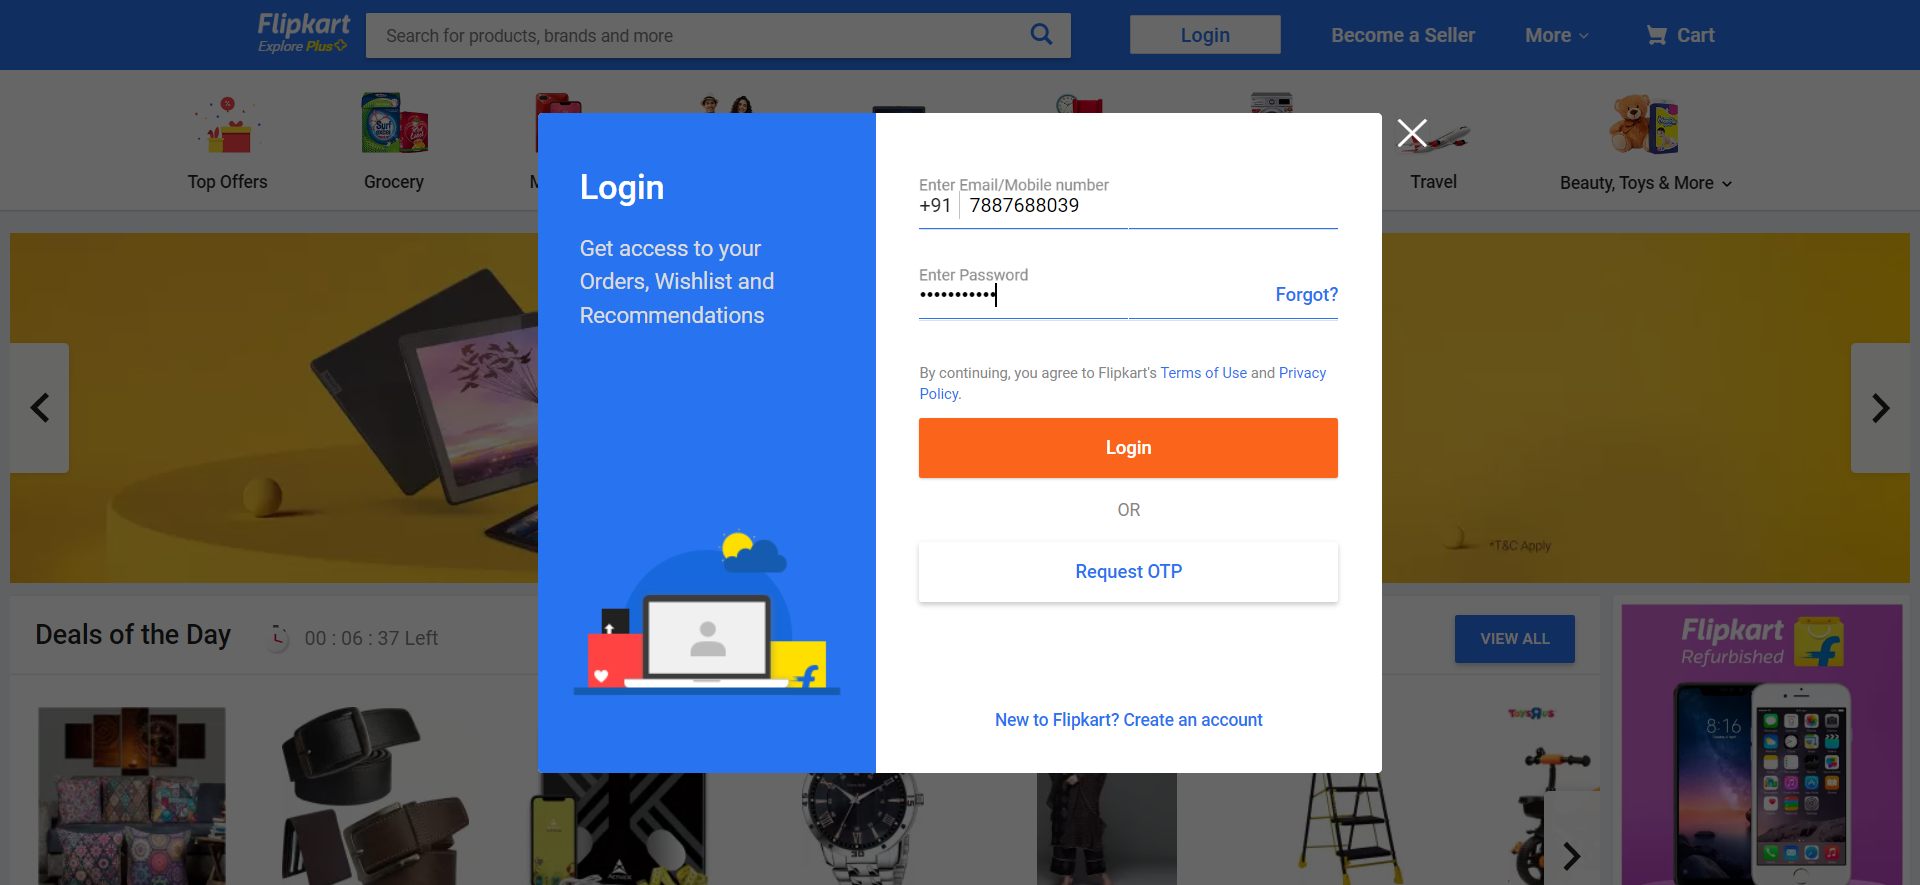 Flipkart
Explore Plus
Search for products, brands and more
Login
Become a Seller
More
Cart
Top Offers
Grocery
M
Travel
Beauty, Toys & More
Login
Get access to your
Orders, Wishlist and
Recommendations
Enter Email/Mobile number
+91 7887688039
Enter Password
•••••••••••
Forgot?
By continuing, you agree to Flipkart's Terms of Use and Privacy
Policy.
Login
OR
Request OTP
New to Flipkart? Create an account
*T&C Apply
Deals of the Day
00 : 06 : 37 Left
VIEW ALL
Flipkart
Refurbished
8:16
ToysRus
Surf
excel